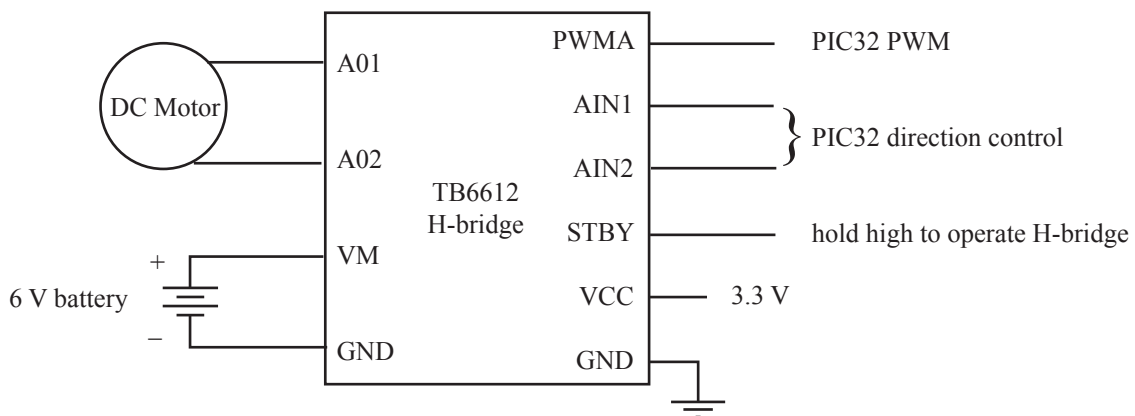 PWMA
PIC32 PWM
A01
DC Motor
AIN1
PIC32 direction control
A02
AIN2
TB6612
H-bridge
STBY
hold high to operate H-bridge
VM
+
6 V battery
VCC
3.3 V
−
GND
GND